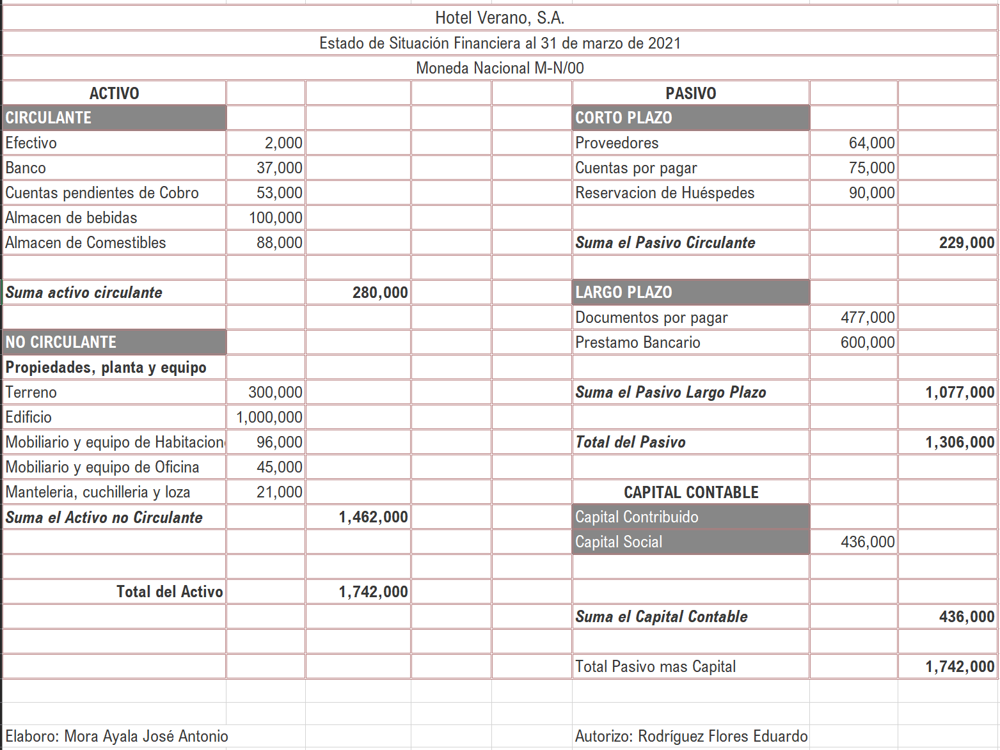 Hotel Verano, S.A.
Estado de Situación Financiera al 31 de marzo de 2021
Moneda Nacional M-N/00
ACTIVO PASIVO
CIRCULANTE CORTO PLAZO
Efectivo 2,000 Proveedores 64,000
Banco 37,000 Cuentas por pagar 75,000
Cuentas pendientes de Cobro 53,000 Reservacion de Huéspedes 90,000
Almacen de bebidas 100,000
Almacen de Comestibles 88,000 Suma el Pasivo Circulante 229,000
Suma activo circulante 280,000 LARGO PLAZO
Documentos por pagar 477,000
NO CIRCULANTE Prestamo Bancario 600,000
Propiedades, planta y equipo
Terreno 300,000 Suma el Pasivo Largo Plazo 1,077,000
Edificio 1,000,000
Mobiliario y equipo de Habitacion 96,000 Total del Pasivo 1,306,000
Mobiliario y equipo de Oficina 45,000
Manteleria, cuchilleria y loza 21,000 CAPITAL CONTABLE
Suma el Activo no Circulante 1,462,000 Capital Contribuido
Capital Social 436,000
Total del Activo 1,742,000
Suma el Capital Contable 436,000
Total Pasivo mas Capital 1,742,000
Elaboro: Mora Ayala José Antonio Autorizo: Rodríguez Flores Eduardo